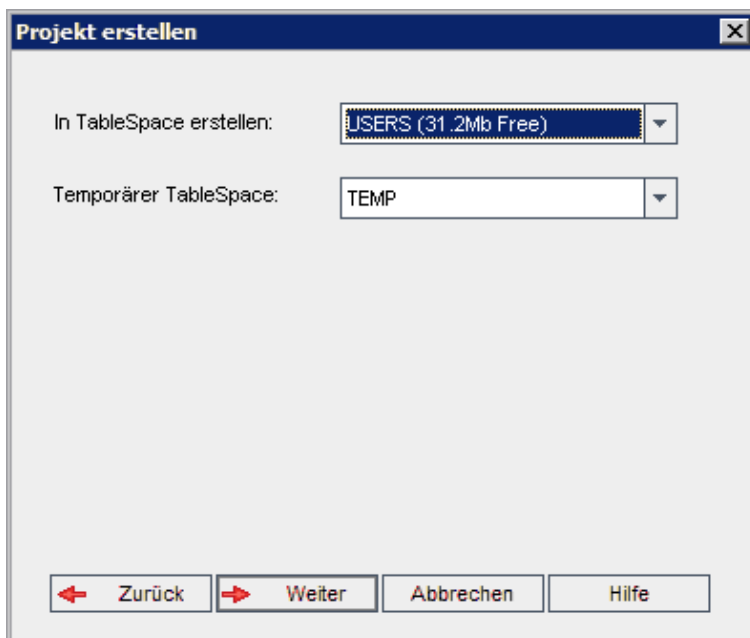 Projekt erstellen
In TableSpace erstellen: USERS (31.2Mb Free)
Temporärer TableSpace: TEMP
Zurück Weiter Abbrechen Hilfe